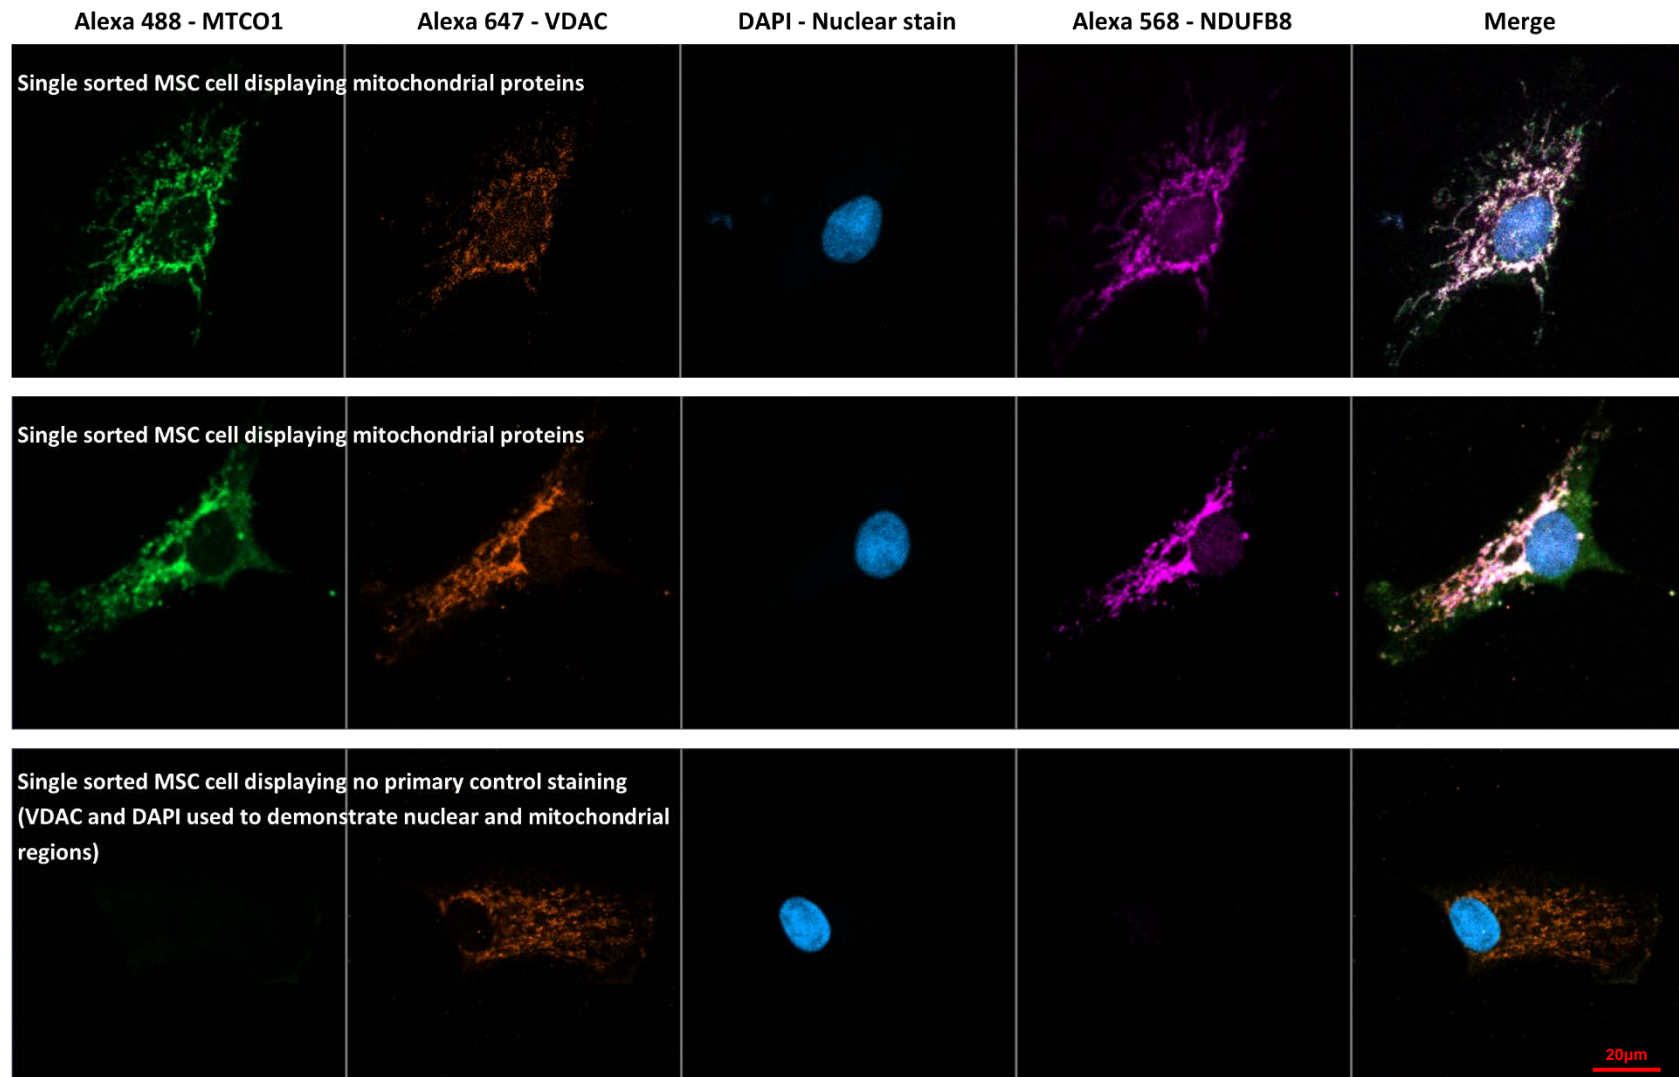 Alexa 488 - MTCO1
Alexa 647 - VDAC
DAPI - Nuclear stain
Alexa 568 - NDUFB8
Merge
Single sorted MSC cell displaying mitochondrial proteins
Single sorted MSC cell displaying mitochondrial proteins
Single sorted MSC cell displaying no primary control staining
(VDAC and DAPI used to demonstrate nuclear and mitochondrial
regions)
20μm